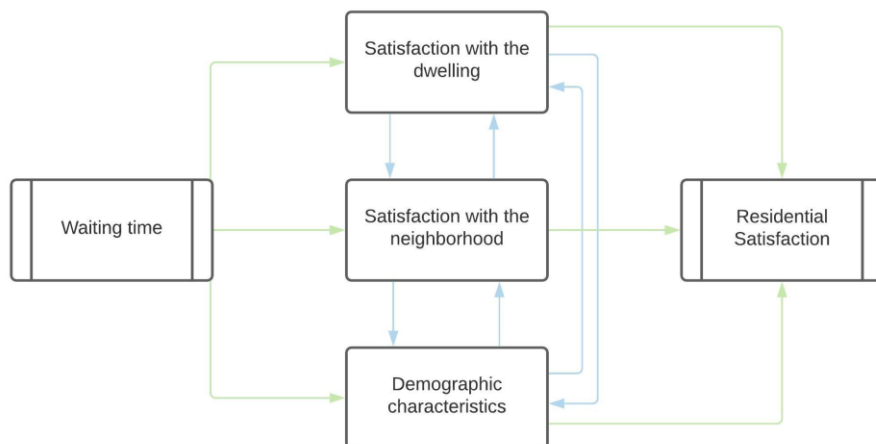 Satisfaction with the
dwelling
Waiting time
Satisfaction with the
neighborhood
Residential
Satisfaction
Demographic
characteristics